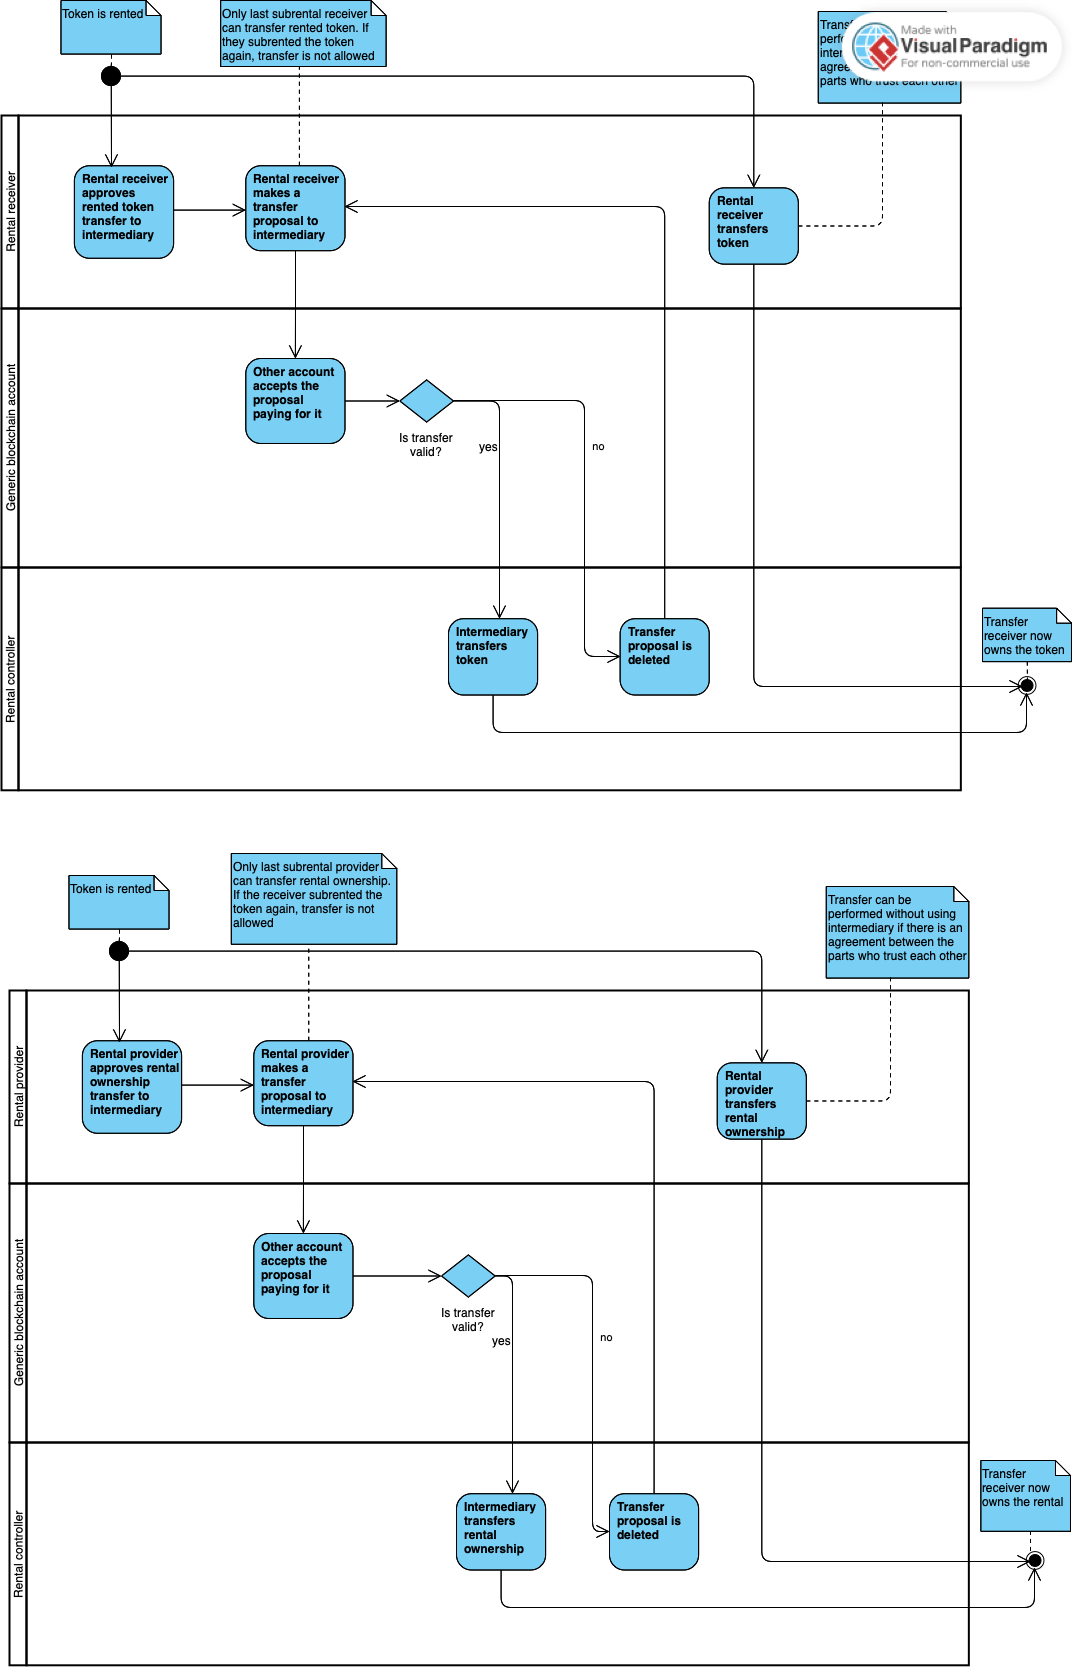 Token is rented
Only last subrental receiver
can transfer rented token. If
they subrented the token
again, transfer is not allowed
Made with
Visual Paradigm
For non-commercial use
parts who trust each other
Rental receiver
Rental receiver
approves
rented token
transfer to
intermediary
Rental receiver
makes a
transfer
proposal to
intermediary
Rental
receiver
transfers
token
Generic blockchain account
Other account
accepts the
proposal
paying for it
Is transfer
valid?
yes
no
Rental controller
Intermediary
transfers
token
Transfer
proposal is
deleted
Transfer
receiver now
owns the token
Token is rented
Only last subrental provider
can transfer rental ownership.
If the receiver subrented the
token again, transfer is not
allowed
Transfer can be
performed without using
intermediary if there is an
agreement between the
parts who trust each other
Rental provider
Rental provider
approves rental
ownership
transfer to
intermediary
Rental provider
makes a
transfer
proposal to
intermediary
Rental
provider
transfers
rental
ownership
Generic blockchain account
Other account
accepts the
proposal
paying for it
Is transfer
valid?
yes
no
Rental controller
Intermediary
transfers
rental
ownership
Transfer
proposal is
deleted
Transfer
receiver now
owns the rental